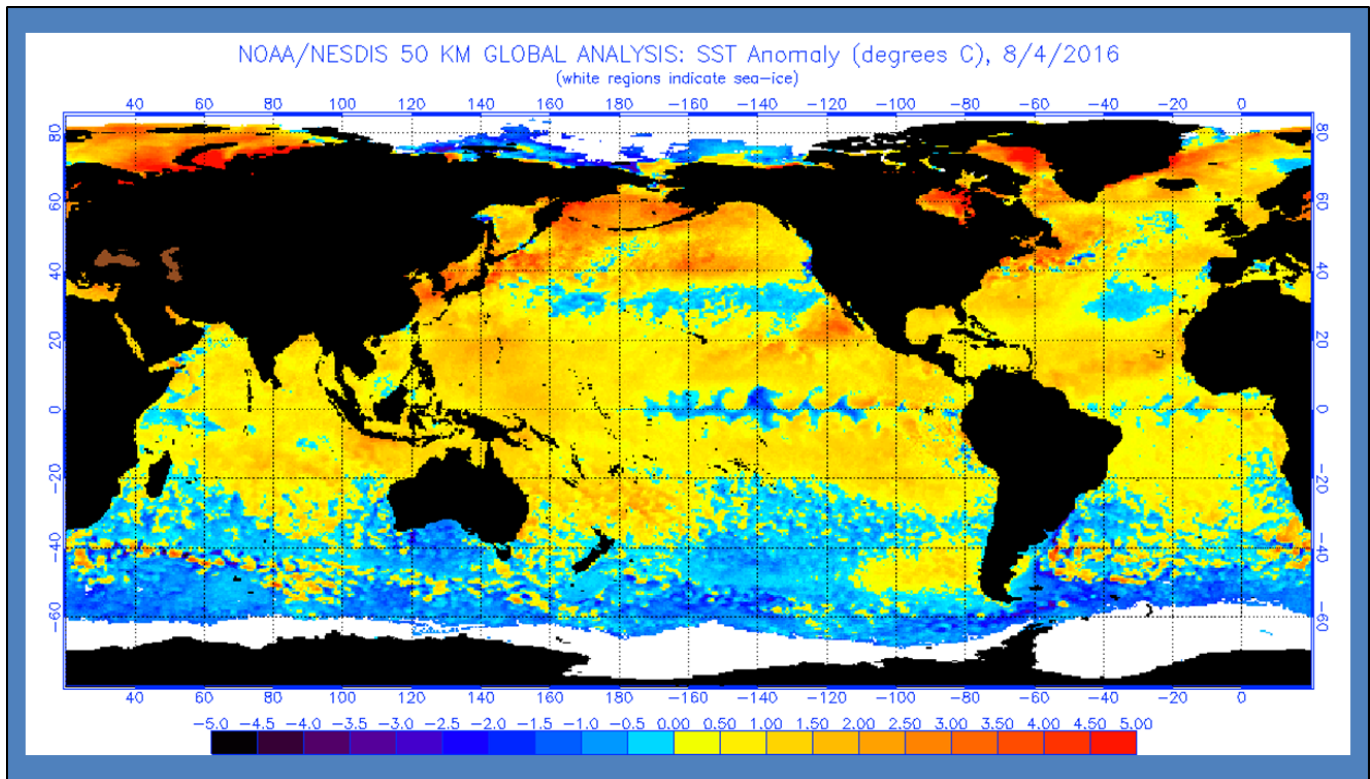 NOAA/NESDIS 50 KM GLOBAL ANALYSIS: SST Anomaly (degrees C), 8/4/2016
(white regions indicate sea-ice)
40 60 80 100 120 140 160 180 -160 -140 -120 -100 -80 -60 -40 -20 0
80 80
60 60
40 40
20 20
0 0
-20 -20
-40 -40
-60 -60
40 60 80 100 120 140 160 180 -160 -140 -120 -100 -80 -60 -40 -20 0
-5.0 -4.5 -4.0 -3.5 -3.0 -2.5 -2.0 -1.5 -1.0 -0.5 0.00 0.50 1.00 1.50 2.00 2.50 3.00 3.50 4.00 4.50 5.00